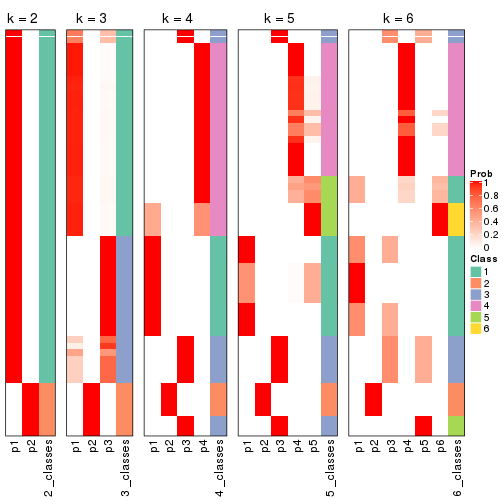 k = 2
k = 3
k = 4
k = 5
k = 6
p1
p2
2_classes
p1
p2
p3
3_classes
p1
p2
p3
p4
4_classes
p1
p2
p3
p4
p5
5_classes
p1
p2
p3
p4
p5
p6
6_classes
Prob
1
0.8
0.6
0.4
0.2
0
Class
1
2
3
4
5
6